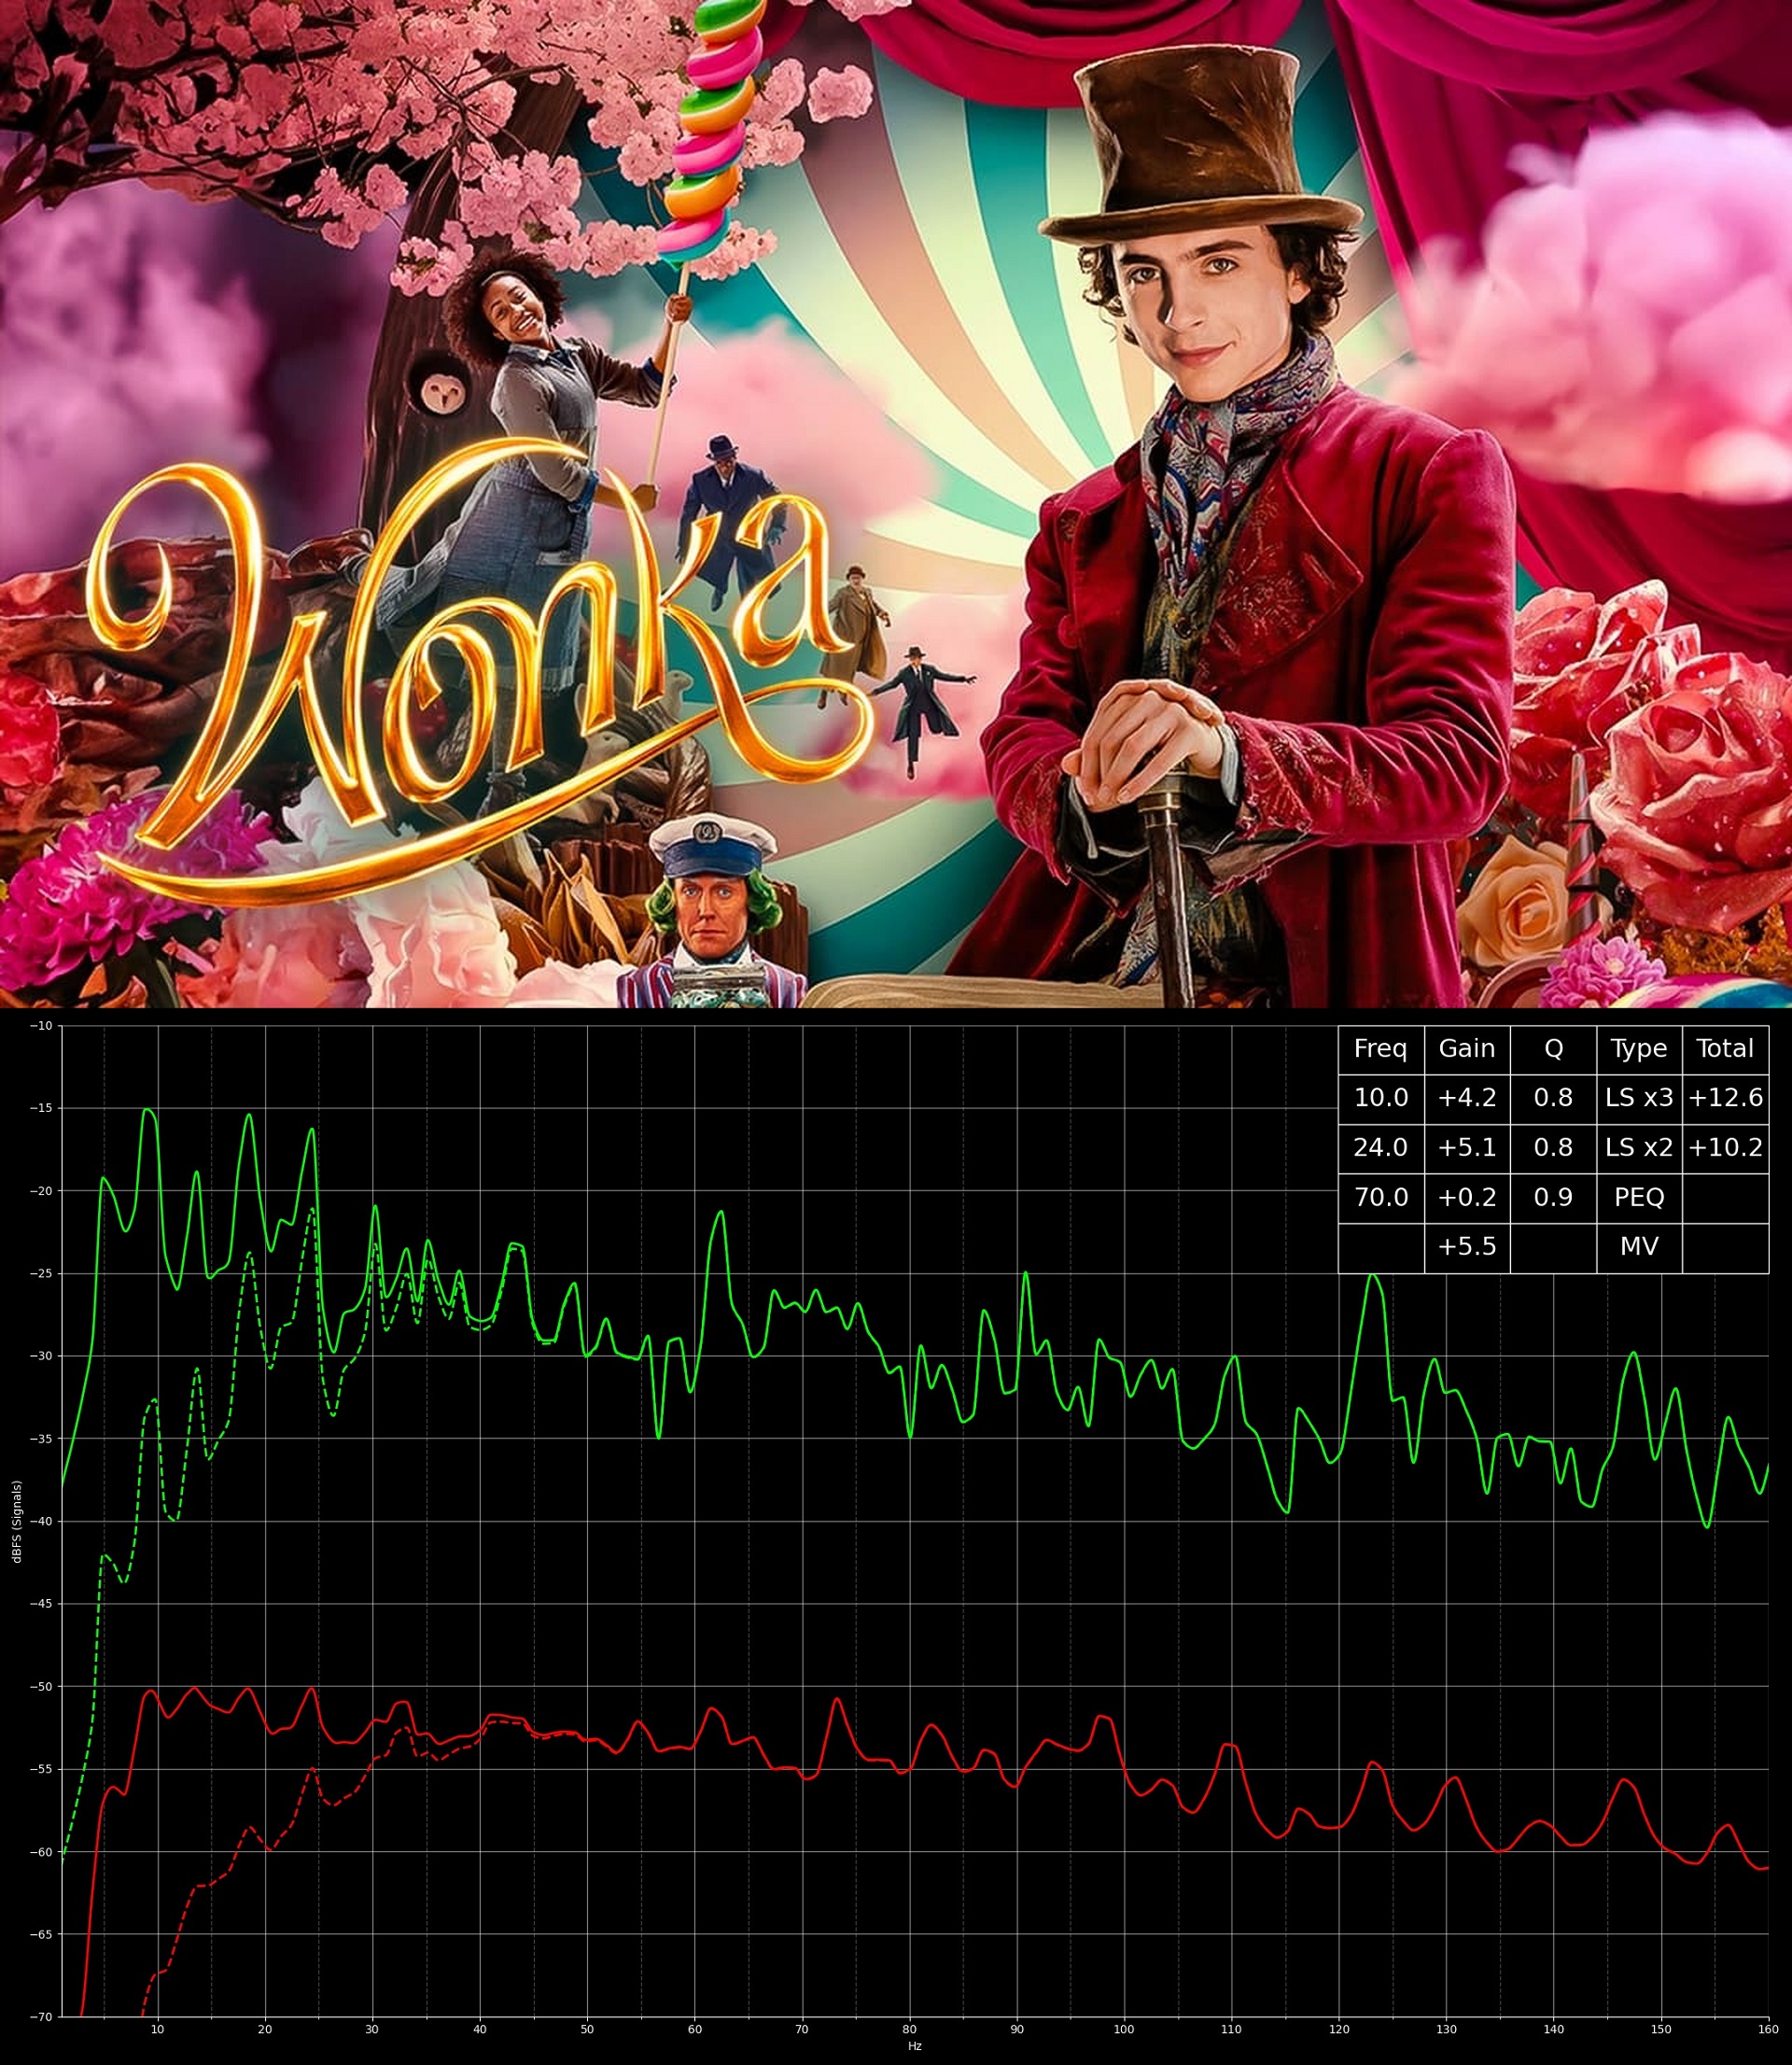 Wonka
Freq Gain Q Type Total
10.0 +4.2 0.8 LS x3 +12.6
24.0 +5.1 0.8 LS x2 +10.2
70.0 +0.2 0.9 PEQ
+5.5 MV
−10
−15
−20
−25
−30
−35
−40
−45
−50
−55
−60
−65
−70
dBFS (Signals)
10 20 30 40 50 60 70 80 90 100 110 120 130 140 150 160
Hz